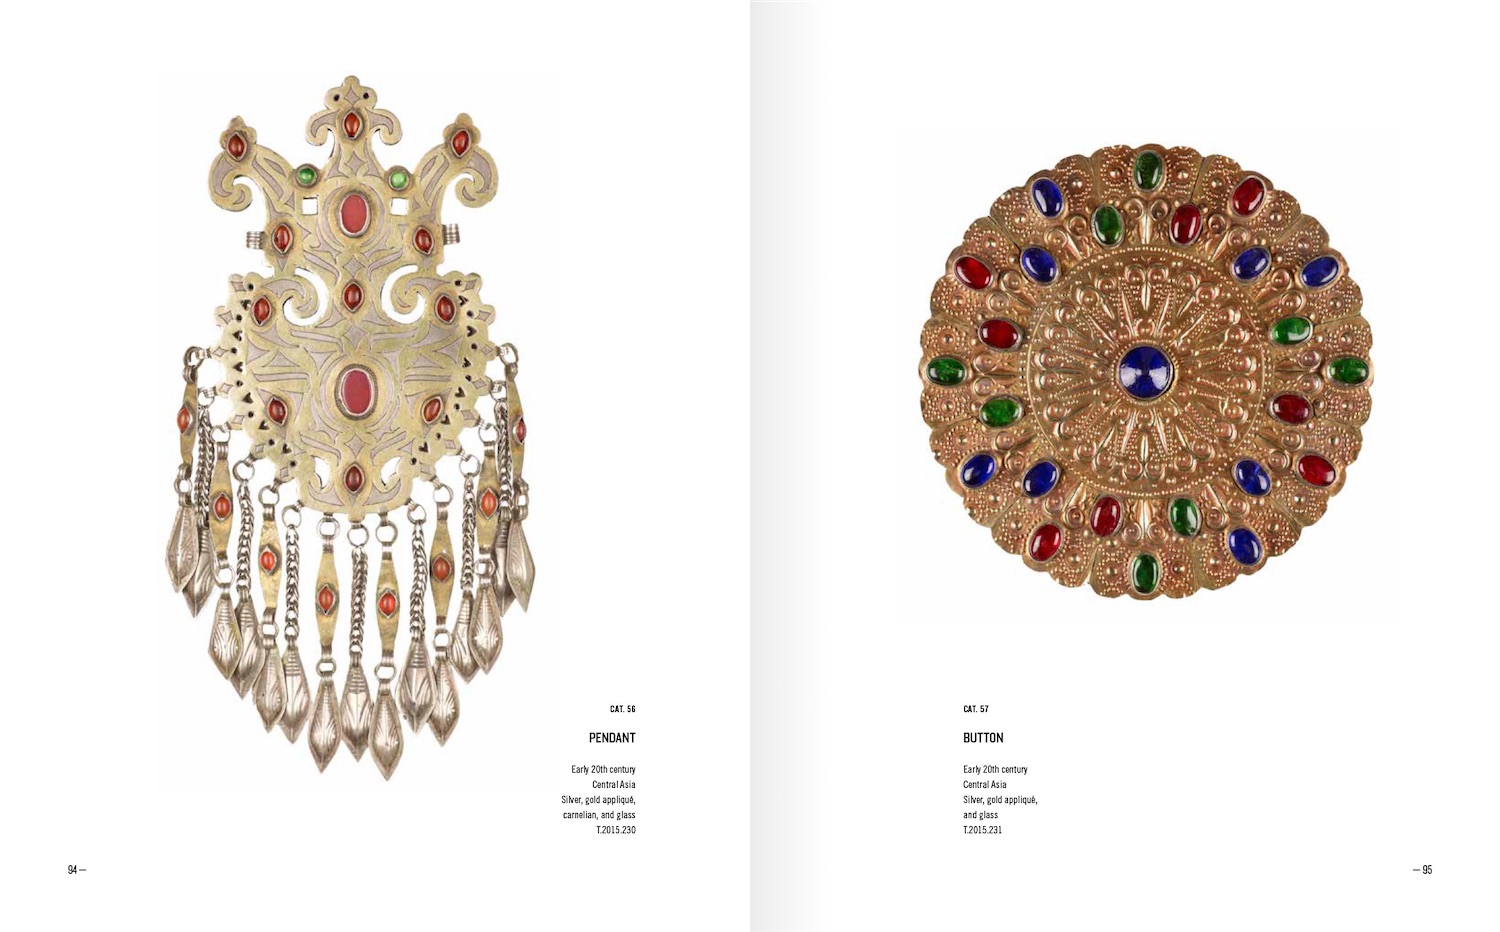 CAT. 56
PENDANT
Early 20th century
Central Asia
Silver, gold appliqué,
carnelian, and glass
T.2015.230
94 —
CAT. 57
BUTTON
Early 20th century
Central Asia
Silver, gold appliqué,
and glass
T.2015.231
— 95